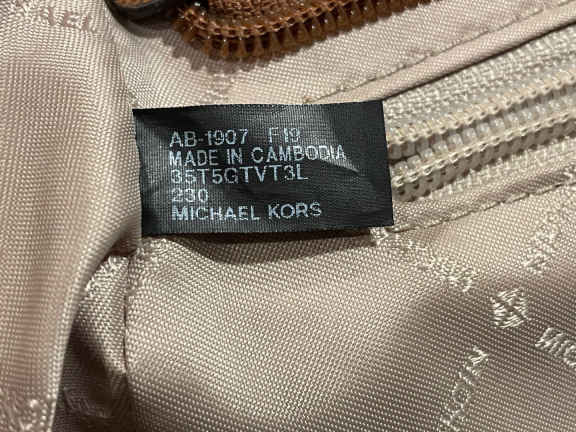 AB-1907 F19
MADE IN CAMBODIA
35T5GTVT3L
230
MICHAEL KORS